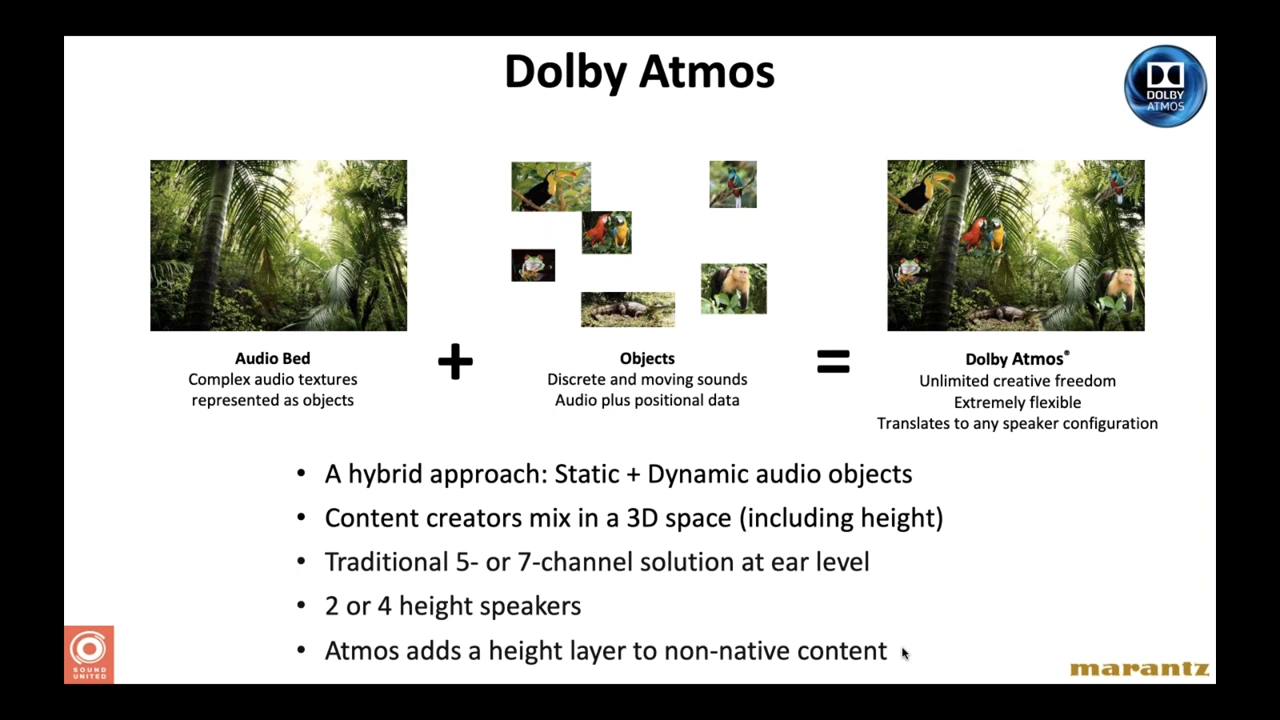 Dolby Atmos
DOLBY
ATMOS
Audio Bed
Complex audio textures
represented as objects
+
Objects
Discrete and moving sounds
Audio plus positional data
=
Dolby Atmos®
Unlimited creative freedom
Extremely flexible
Translates to any speaker configuration
• A hybrid approach: Static + Dynamic audio objects
• Content creators mix in a 3D space (including height)
• Traditional 5- or 7-channel solution at ear level
• 2 or 4 height speakers
• Atmos adds a height layer to non-native content
SOUND
UNITED
marantz